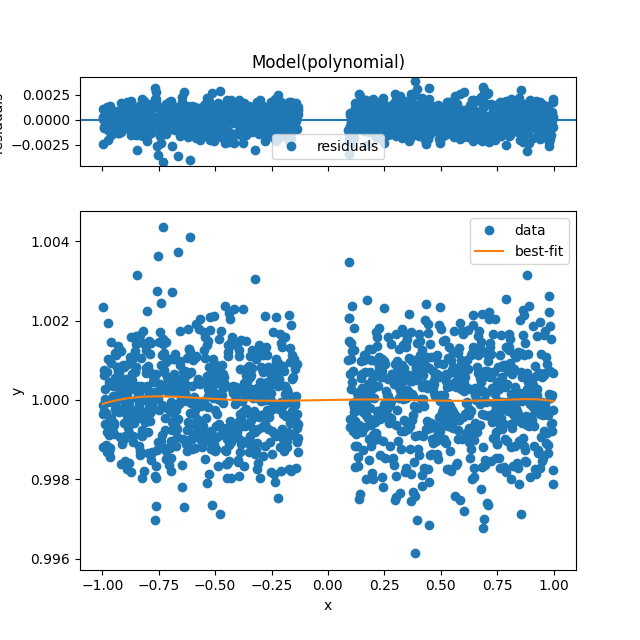 Model(polynomial)
0.0025
0.0000
−0.0025
residuals
residuals
1.004
1.002
1.000
0.998
0.996
y
data
best-fit
−1.00 −0.75 −0.50 −0.25 0.00 0.25 0.50 0.75 1.00
x